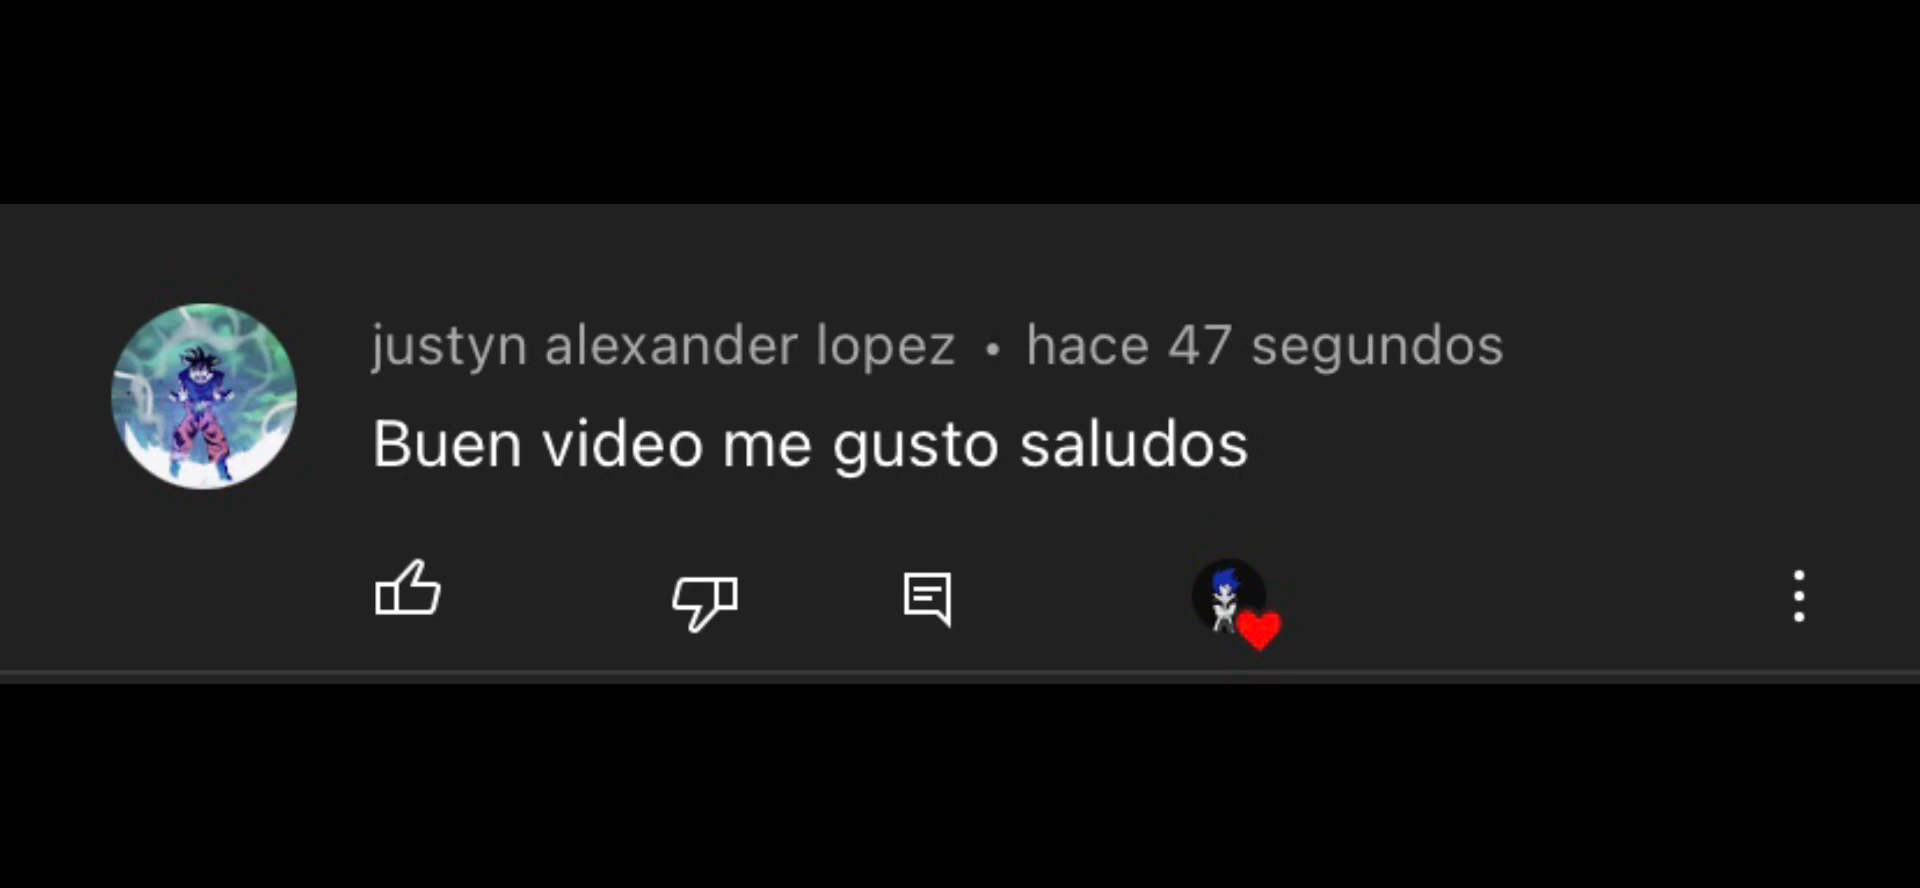 justyn alexander lopez • hace 47 segundos
Buen video me gusto saludos